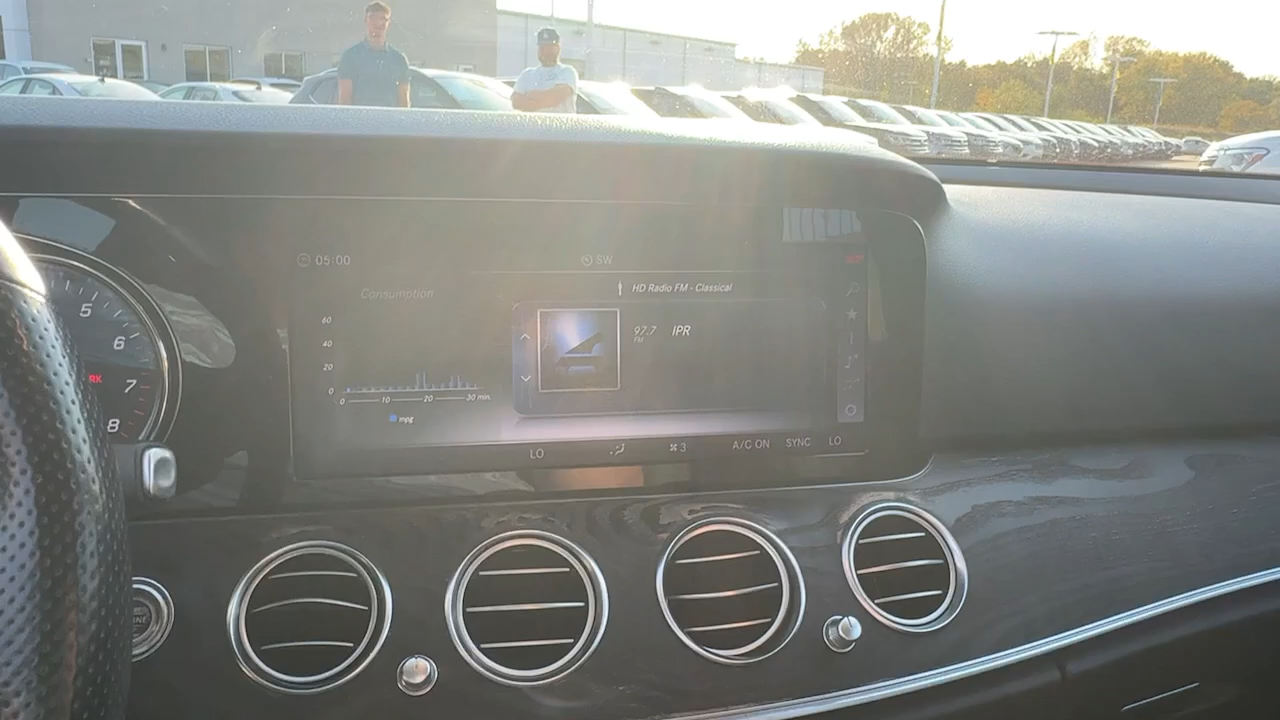 05:00
SW
HD Radio FM - Classical
Consumption
60
40
20
0
0 10 20 30 min.
mpg
97.7 IPR
FM
LO
3
A/C ON
SYNC
LO
5
6
7
8